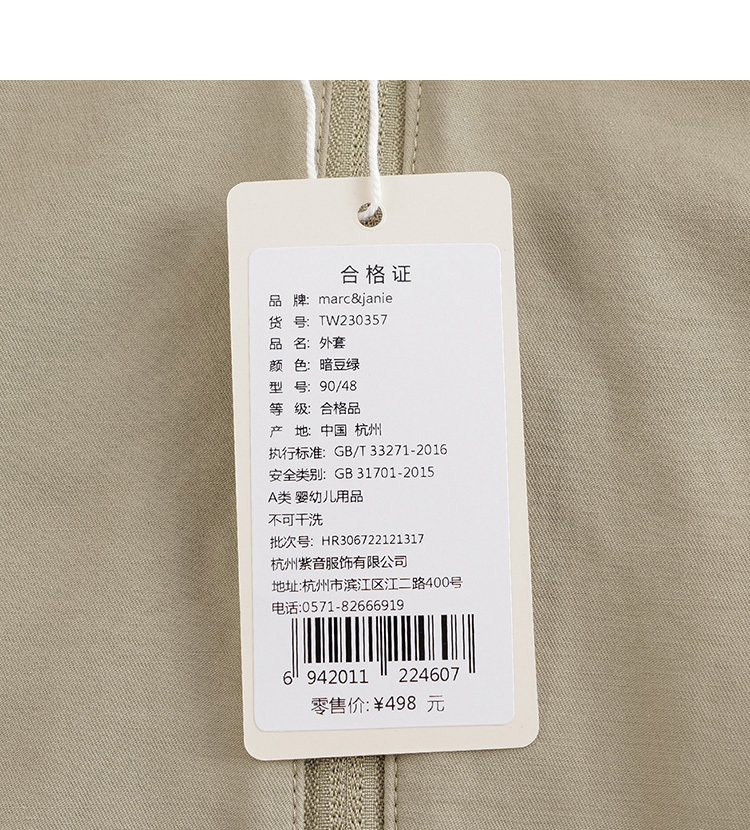 合格证
品 牌: marc&janie
货 号: TW230357
品 名: 外套
颜 色: 暗豆绿
型 号: 90/48
等 级: 合格品
产 地: 中国 杭州
执行标准: GB/T 33271-2016
安全类别: GB 31701-2015
A类 婴幼儿用品
不可干洗
批次号: HR306722121317
杭州紫音服饰有限公司
地址:杭州市滨江区江二路400号
电话:0571-82666919
6 942011 224607
零售价:¥498 元